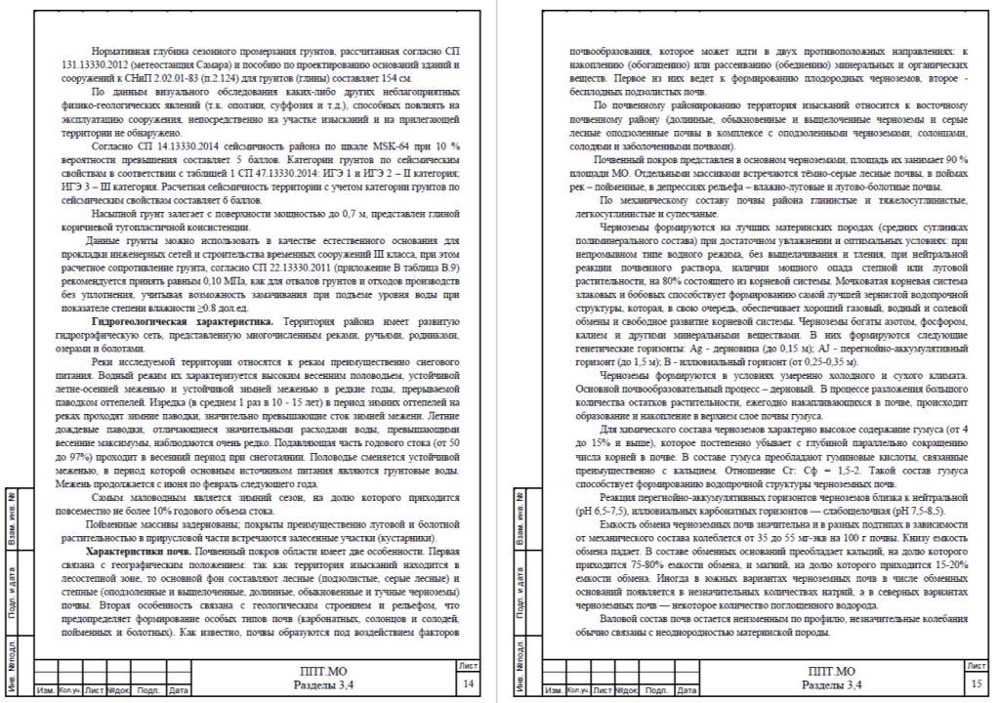 Нормативная глубина сезонного промерзания грунтов, рассчитанная согласно СП
131.13330.2012 (метеостанция Самара) и пособию по проектированию оснований зданий и
сооружений к СНиП 2.02.01-83 (п.2.124) для грунтов (глины) составляет 154 см.
По данным визуального обследования каких-либо других неблагоприятных
физико-геологических явлений (т.к. оползни, суффозия и т.д.), способных повлиять на
эксплуатацию сооружения, непосредственно на участке изысканий и на прилегающей
территории не обнаружено.
Согласно СП 14.13330.2014 сейсмичность района по шкале MSK-64 при 10 %
вероятности превышения составляет 5 баллов. Категории грунтов по сейсмическим
свойствам в соответствии с таблицей 1 СП 47.13330.2014: ИГЭ 1 и ИГЭ 2 – II категория;
ИГЭ 3 – III категория. Расчетная сейсмичность территории с учетом категории грунтов по
сейсмическим свойствам составляет 6 баллов.
Насыпной грунт залегает с поверхности мощностью до 0,7 м, представлен глиной
коричневой тугопластичной консистенции.
Данные грунты можно использовать в качестве естественного основания для
прокладки инженерных сетей и строительства временных сооружений III класса, при этом
расчетное сопротивление грунта, согласно СП 22.13330.2011 (приложение В таблица В.9)
рекомендуется принять равным 0,10 МПа, как для отвалов грунтов и отходов производств
без уплотнения, учитывая возможность замачивания при подъеме уровня воды при
показателе степени влажности ≥0.8 дол.ед.
Гидрогеологическая характеристика. Территория района имеет развитую
гидрографическую сеть, представленную многочисленным реками, ручьями, родниками,
озерами и болотами.
Реки исследуемой территории относятся к рекам преимущественно снегового
питания. Водный режим их характеризуется высоким весенним половодьем, устойчивой
летне-осенней меженью и устойчивой зимней меженью в редкие годы, прерываемой
паводком оттепелей. Изредка (в среднем 1 раз в 10 - 15 лет) в период зимних оттепелей на
реках проходят зимние паводки, значительно превышающие сток зимней межени. Летние
дождевые паводки, отличающиеся значительными расходами воды, превышающими
весенние максимумы, наблюдаются очень редко. Подавляющая часть годового стока (от 50
до 97%) проходит в весенний период при снеготаянии. Половодье сменяется устойчивой
меженью, в период которой основным источником питания являются грунтовые воды.
Межень продолжается с июня по февраль следующего года.
Самым маловодным является зимний сезон, на долю которого приходится
повсеместно не более 10% годового объема стока.
Пойменные массивы задернованы; покрыты преимущественно луговой и болотной
растительностью в прирусловой части встречаются залесенные участки (кустарники).
Характеристики почв. Почвенный покров области имеет две особенности. Первая
связана с географическим положением: так как территория изысканий находится в
лесостепной зоне, то основной фон составляют лесные (подзолистые, серые лесные) и
степные (оподзоленные и выщелоченные, долинные, обыкновенные и тучные черноземы)
почвы. Вторая особенность связана с геологическим строением и рельефом, что
предопределяет формирование особых типов почв (карбонатных, солонцов и солодей,
пойменных и болотных). Как известно, почвы образуются под воздействием факторов
Взам. инв. №
Подп. и дата
Инв. №подл.
Изм. Кол.уч. Лист №док. Подп. Дата
ППТ.МО
Разделы 3,4
Лист
14
почвообразования, которое может идти в двух противоположных направлениях: к
накоплению (обогащению) или рассеиванию (обеднению) минеральных и органических
веществ. Первое из них ведет к формированию плодородных черноземов, второе -
бесплодных подзолистых почв.
По почвенному районированию территория изысканий относится к восточному
почвенному району (долинные, обыкновенные и выщелочные черноземы и серые
лесные оподзоленные почвы в комплексе с оподзоленными черноземами, солонцами,
солодями и заболоченными почвами).
Почвенный покров представлен в основном черноземами, площадь их занимает 90 %
площади МО. Отдельными массивами встречаются тёмно-серые лесные почвы, в поймах
рек – пойменные, в депрессиях рельефа – влажно-луговые и лугово-болотные почвы.
По механическому составу почвы района глинистые и тяжелосуглинистые,
легкосуглинистые и супесчаные.
Черноземы формируются на лучших материнских породах (средних суглинках
полиминерального состава) при достаточном увлажнении и оптимальных условиях: при
непромывном типе водного режима, без выщелачивания и тления, при нейтральной
реакции почвенного раствора, наличии мощного опада степной или луговой
растительности, на 80% состоящего из корневой системы. Мочковатая корневая система
злаковых и бобовых способствует формированию самой лучшей зернистой водопрочной
структуры, которая, в свою очередь, обеспечивает хороший газовый, водный и солевой
обмены и свободное развитие корневой системы. Черноземы богаты азотом, фосфором,
калием и другими минеральными веществами. В них формируются следующие
генетические горизонты: Ag - дерновина (до 0,15 м); AJ - перегнойно-аккумулятивный
горизонт (до 1,5 м); В - иллювиальный горизонт (от 0,25-0,35 м).
Черноземы формируются в условиях умеренно холодного и сухого климата.
Основной почвообразовательный процесс – дерновый. В процессе разложения большого
количества остатков растительности, ежегодно накапливающихся в почве, происходит
образование и накопление в верхнем слое почвы гумуса.
Для химического состава черноземов характерно высокое содержание гумуса (от 4
до 15% и выше), которое постепенно убывает с глубиной параллельно сокращению
числа корней в почве. В составе гумуса преобладают гуминовые кислоты, связанные
преимущественно с кальцием. Отношение Сг: Сф = 1,5-2. Такой состав гумуса
способствует формированию водопрочной структуры черноземных почв.
Реакция перегнойно-аккумулятивных горизонтов черноземов близка к нейтральной
(рН 6,5-7,5), иллювиальных карбонатных горизонтов — слабощелочная (рН 7,5-8,5).
Емкость обмена черноземных почв значительна и в разных подтипах в зависимости
от механического состава колеблется от 35 до 55 мг-экв на 100 г почвы. Книзу емкость
обмена падает. В составе обменных оснований преобладает кальций, на долю которого
приходится 75-80% емкости обмена, и магний, на долю которого приходится 15-20%
емкости обмена. Иногда в южных вариантах черноземных почв в числе обменных
оснований появляется в незначительных количествах натрий, а в северных вариантах
черноземных почв — некоторое количество поглощенного водорода.
Валовой состав почв остается неизменным по профилю, незначительные колебания
обычно связаны с неоднородностью материнской породы.
Взам. инв. №
Подп. и дата
Инв. №подл.
Изм. Кол.уч. Лист №док. Подп. Дата
ППТ.МО
Разделы 3,4
Лист
15